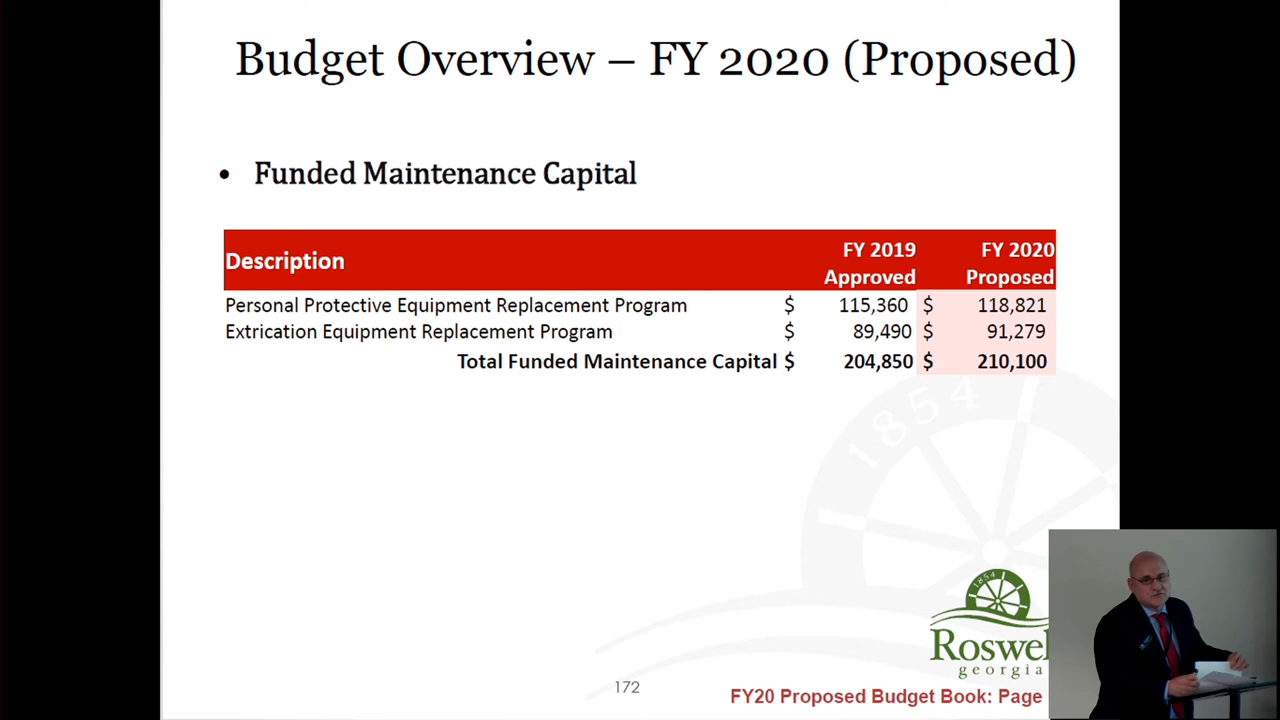 Budget Overview – FY 2020 (Proposed)
• Funded Maintenance Capital
Description FY 2019 Approved FY 2020 Proposed
Personal Protective Equipment Replacement Program $ 115,360 $ 118,821
Extrication Equipment Replacement Program $ 89,490 $ 91,279
Total Funded Maintenance Capital $ 204,850 $ 210,100
1854
1854
Roswel
georgia
172
FY20 Proposed Budget Book: Page